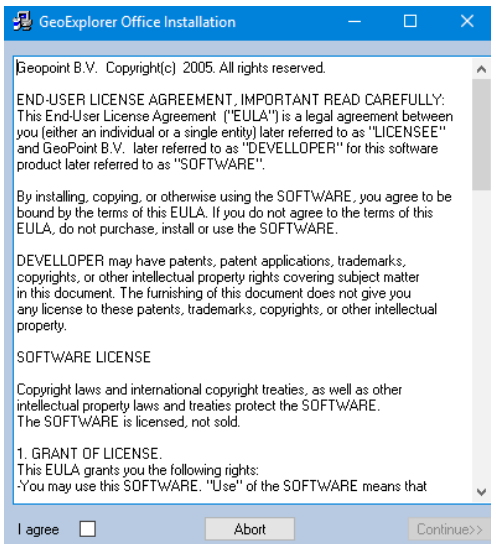 GeoExplorer Office Installation
Geopoint B.V. Copyright(c) 2005. All rights reserved.
END-USER LICENSE AGREEMENT, IMPORTANT READ CAREFULLY:
This End-User License Agreement ("EULA") is a legal agreement between
you (either an individual or a single entity) later referred to as "LICENSEE"
and GeoPoint B.V. later referred to as "DEVELLOPER" for this software
product later referred to as "SOFTWARE".
By installing, copying, or otherwise using the SOFTWARE, you agree to be
bound by the terms of this EULA. If you do not agree to the terms of this
EULA, do not purchase, install or use the SOFTWARE.
DEVELLOPER may have patents, patent applications, trademarks,
copyrights, or other intellectual property rights covering subject matter
in this document. The furnishing of this document does not give you
any license to these patents, trademarks, copyrights, or other intellectual
property.
SOFTWARE LICENSE
Copyright laws and international copyright treaties, as well as other
intellectual property laws and treaties protect the SOFTWARE.
The SOFTWARE is licensed, not sold.
1. GRANT OF LICENSE.
This EULA grants you the following rights:
-You may use this SOFTWARE. "Use" of the SOFTWARE means that
I agree
Abort
Continue>>